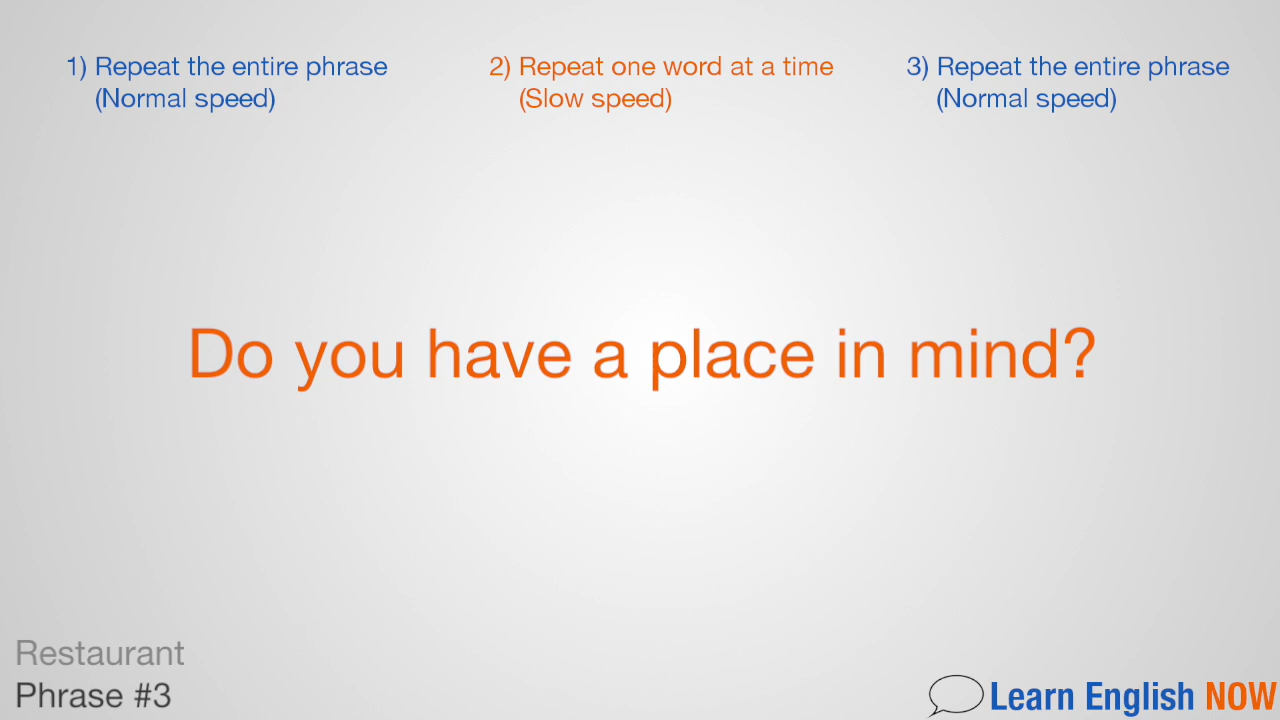 1) Repeat the entire phrase
(Normal speed)
2) Repeat one word at a time
(Slow speed)
3) Repeat the entire phrase
(Normal speed)
Do you have a place in mind?
Restaurant
Phrase #3
Learn English NOW